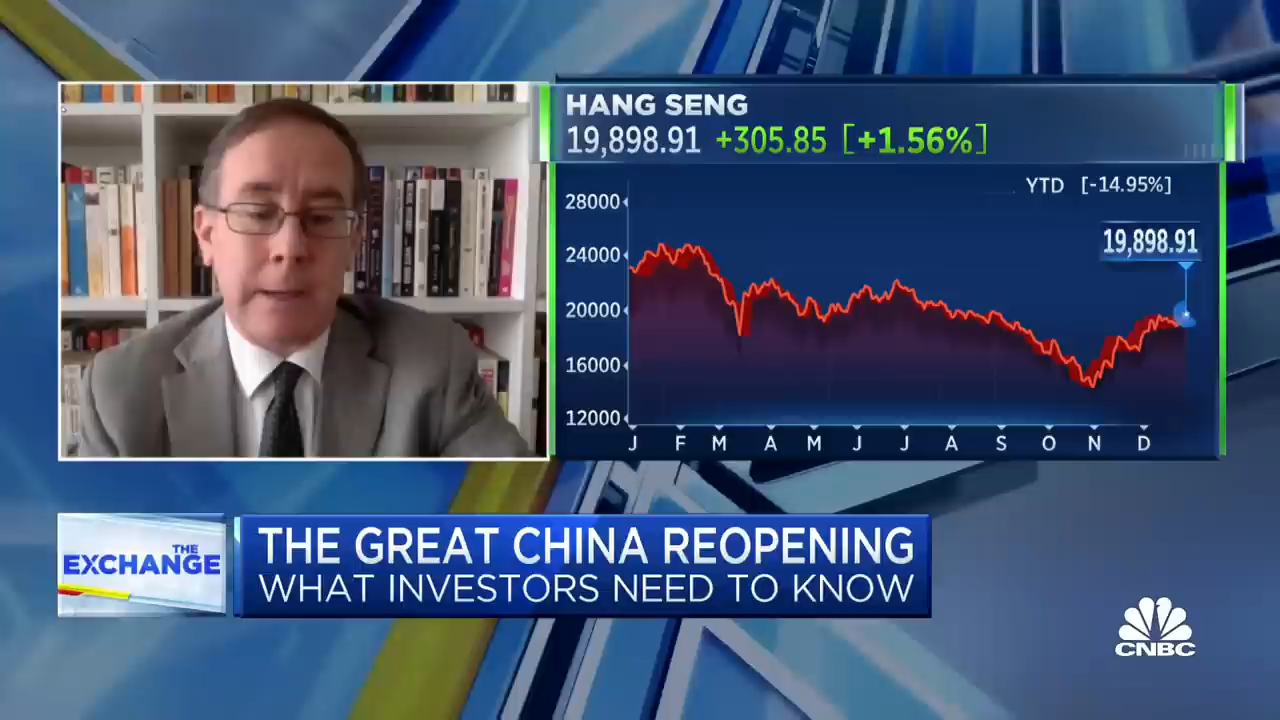 HANG SENG
19,898.91 +305.85 [+1.56%]
YTD [-14.95%]
19,898.91
28000
24000
20000
16000
12000
J F M A M J J A S O N D
THE
EXCHANGE
THE GREAT CHINA REOPENING
WHAT INVESTORS NEED TO KNOW
CNBC